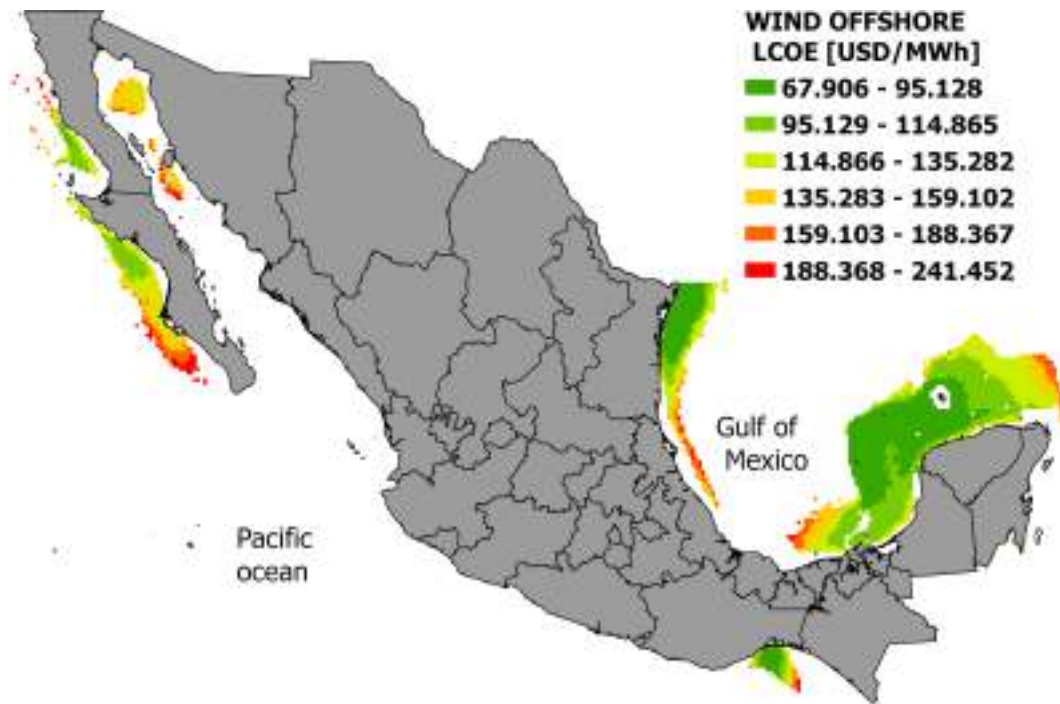 WIND OFFSHORE
LCOE [USD/MWh]
67.906 - 95.128
95.129 - 114.865
114.866 - 135.282
135.283 - 159.102
159.103 - 188.367
188.368 - 241.452
Gulf of
Mexico
Pacific
ocean